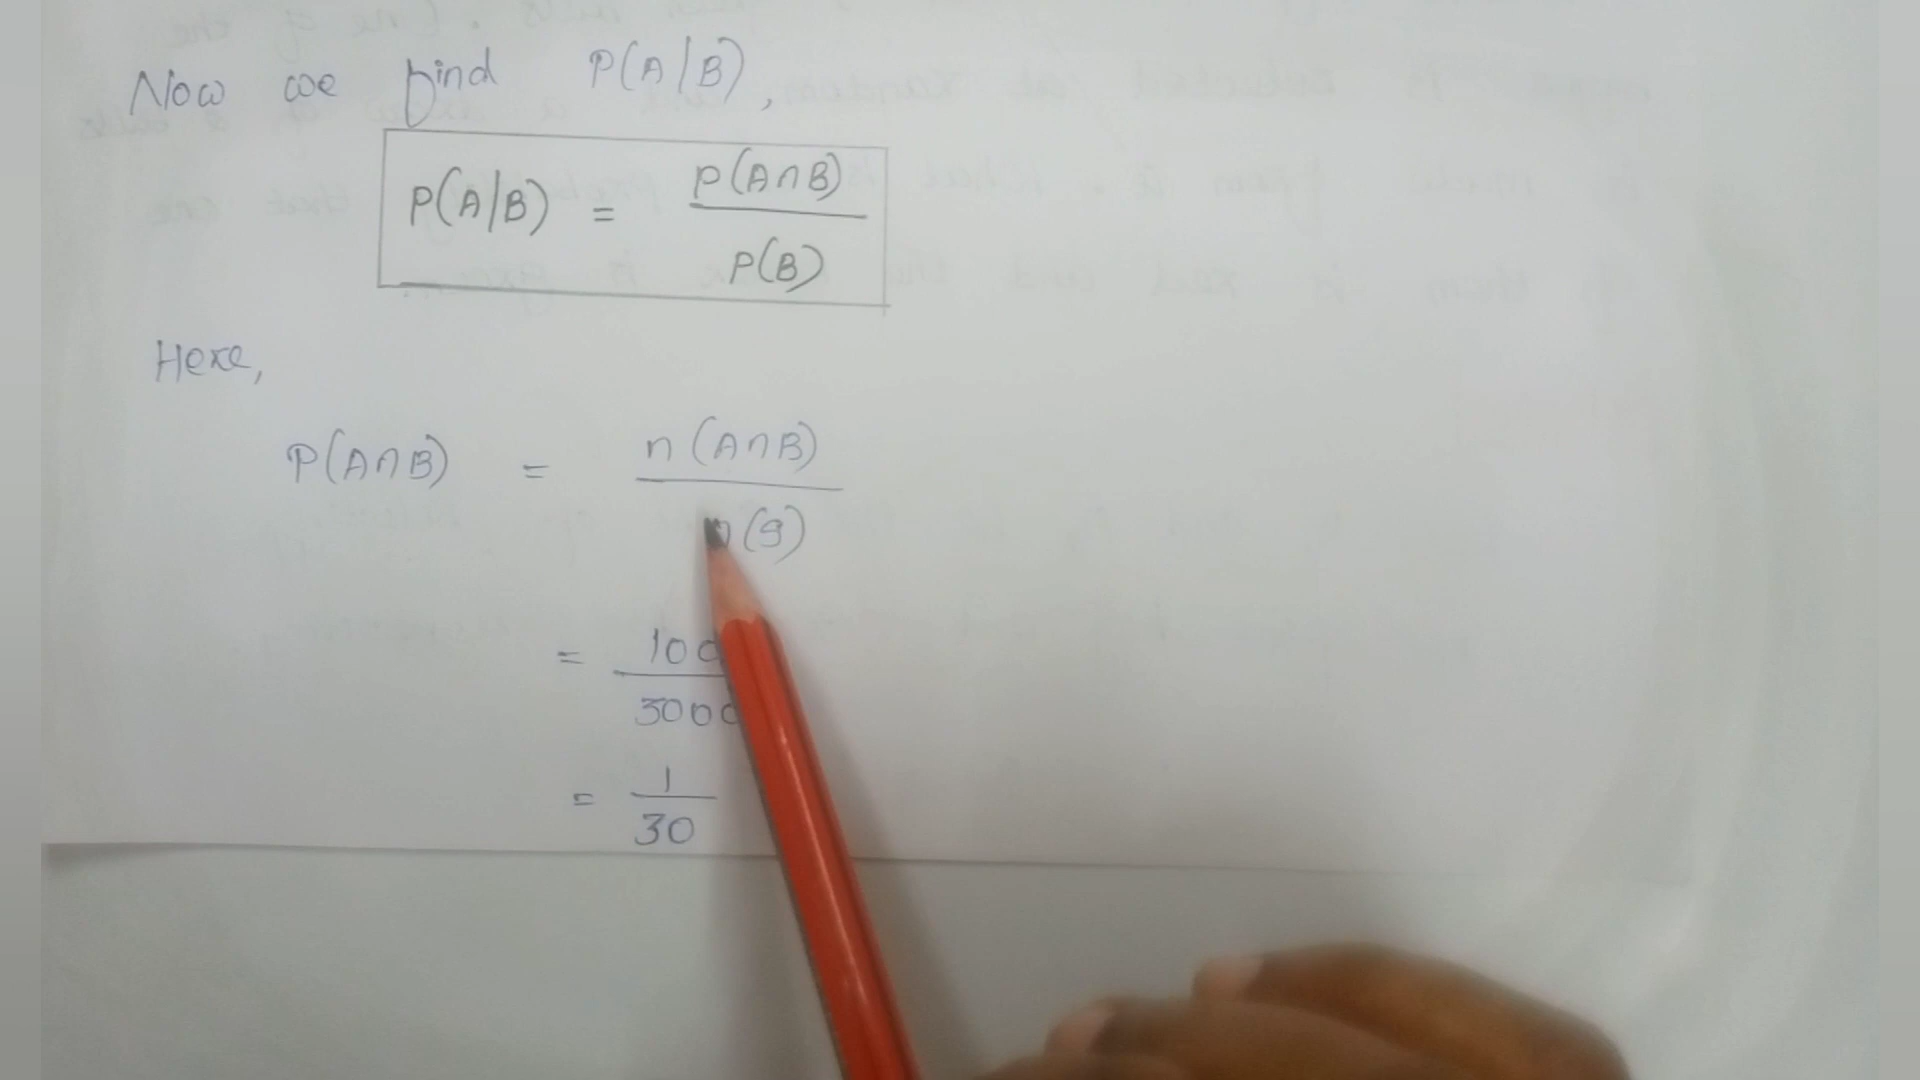 Now we find P(A|B),
P(A|B) = P(A∩B) / P(B)
Here,
P(A∩B) = n(A∩B) / n(S)
= 100 / 3000
= 1 / 30